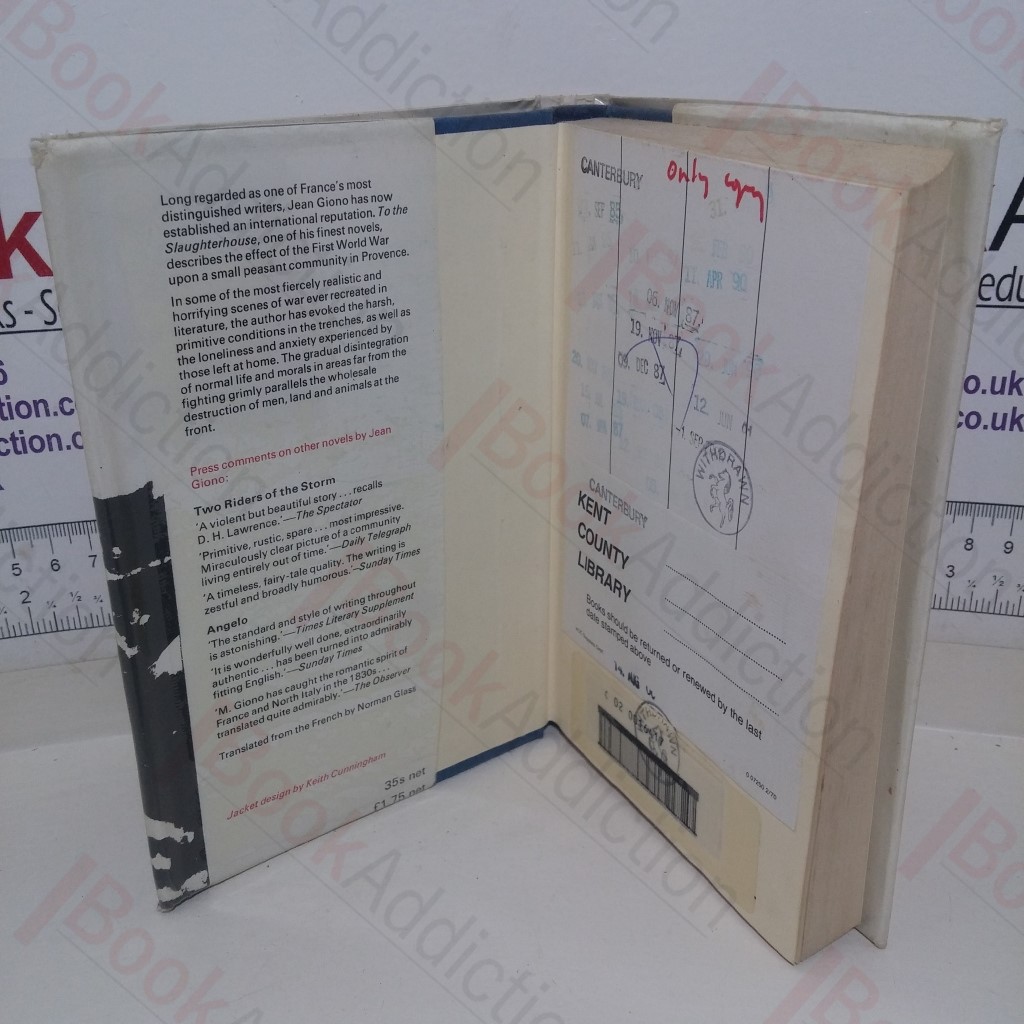 Long regarded as one of France's most
distinguished writers, Jean Giono has now
established an international reputation. To the
Slaughterhouse, one of his finest novels,
describes the effect of the First World War
upon a small peasant community in Provence.
In some of the most fiercely realistic and
horrifying scenes of war ever recreated in
literature, the author has evoked the harsh,
primitive conditions in the trenches, as well as
the loneliness and anxiety experienced by
those left at home. The gradual disintegration
of normal life and morals in areas far from the
fighting grimly parallels the wholesale
destruction of men, land and animals at the
front.
Press comments on other novels by Jean
Giono:
Two Riders of the Storm
'A violent but beautiful story . . . recalls
D. H. Lawrence.'—The Spectator
'Primitive, rustic, spare . . . most impressive.
Miraculously clear picture of a community
living entirely out of time.'—Daily Telegraph
'A timeless, fairy-tale quality. The writing is
zestful and broadly humorous.'—Sunday Times
Angelo
'The standard and style of writing throughout
is astonishing.'—Times Literary Supplement
'It is wonderfully well done, extraordinarily
authentic . . . has been turned into admirably
fitting English.'—Sunday Times
'M. Giono has caught the romantic spirit of
France and North Italy in the 1830s . . .
translated quite admirably.'—The Observer
Translated from the French by Norman Glass
Jacket design by Keith Cunningham
35s net
£1.75 net
CANTERBURY
Only copy
11 APR 90
06. NOV 87
19. NOV
09. DEC 87
12. JUN
-1 SEP
WITHDRAWN
CANTERBURY
KENT
COUNTY
LIBRARY
Books should be returned or renewed by the last
date stamped above
BookAddiction